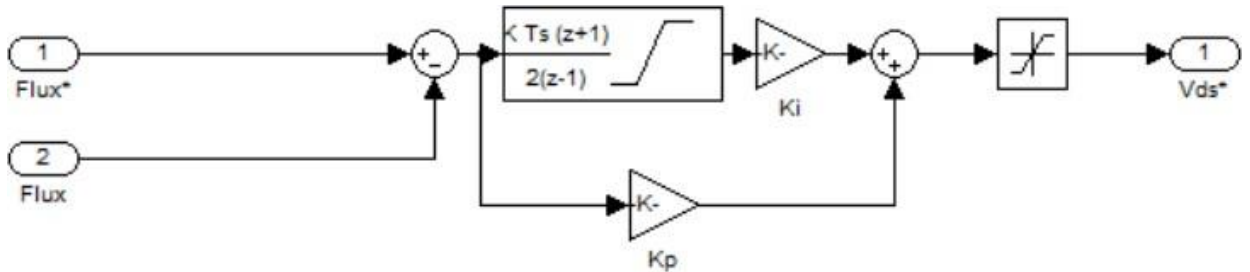 1
Flux*
2
Flux
+
−
K Ts (z+1)
2(z-1)
K-
Ki
K-
Kp
+
+
1
Vds*